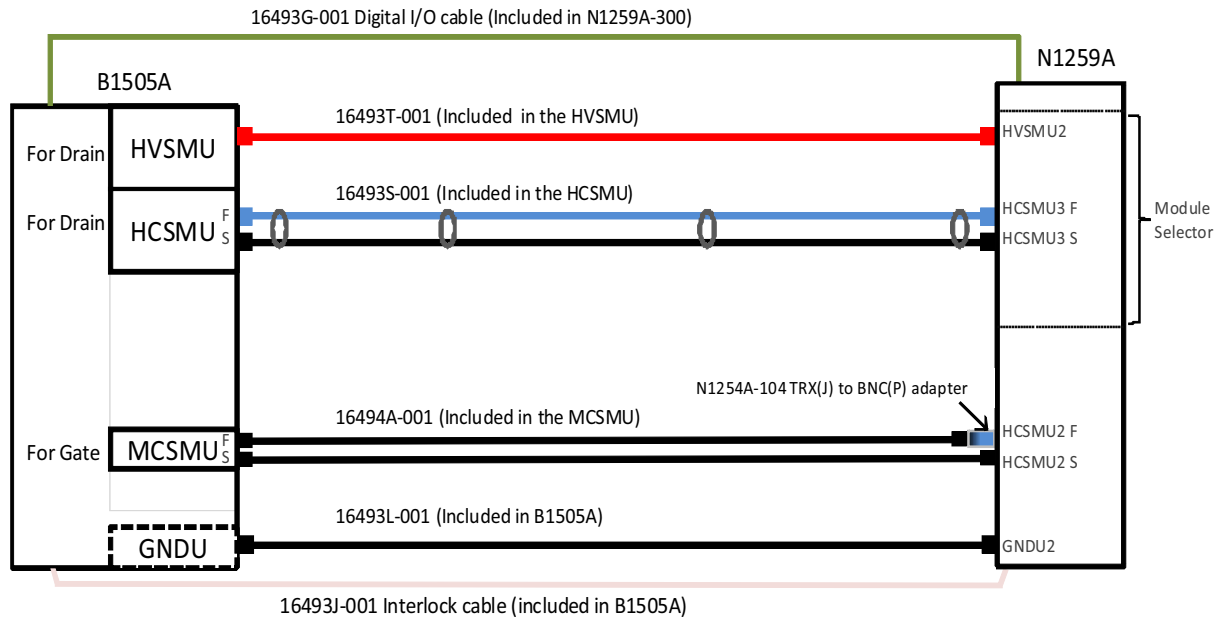 16493G-001 Digital I/O cable (Included in N1259A-300)
N1259A
B1505A
16493T-001 (Included in the HVSMU)
For Drain
HVSMU
HVSMU2
16493S-001 (Included in the HCSMU)
For Drain
HCSMU
F
S
HCSMU3 F
HCSMU3 S
Module
Selector
N1254A-104 TRX(J) to BNC(P) adapter
16494A-001 (Included in the MCSMU)
For Gate
MCSMU
F
S
HCSMU2 F
HCSMU2 S
16493L-001 (Included in B1505A)
GNDU
GNDU2
16493J-001 Interlock cable (included in B1505A)